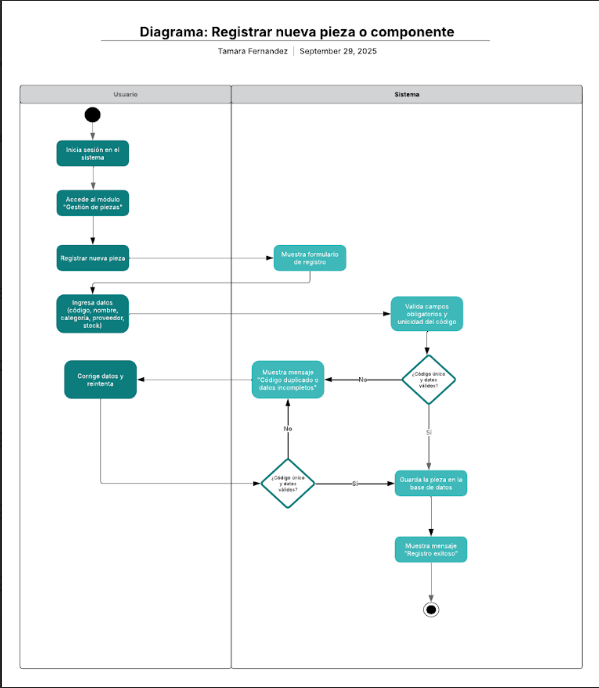 Diagrama: Registrar nueva pieza o componente
Tamara Fernandez | September 29, 2025
Usuario
Sistema
Inicia sesión en el
sistema
Accede al módulo
"Gestión de piezas"
Registrar nueva pieza
Muestra formulario
de registro
Ingresa datos
(código, nombre,
categoría, proveedor,
stock)
Valida campos
obligatorios y
unicidad del código
¿Código único
y datos
válidos?
No
Muestra mensaje
"Código duplicado o
datos incompletos"
Corrige datos y
reintenta
Sí
No
¿Código único
y datos
válidos?
Sí
Guarda la pieza en la
base de datos
Muestra mensaje
"Registro exitoso"